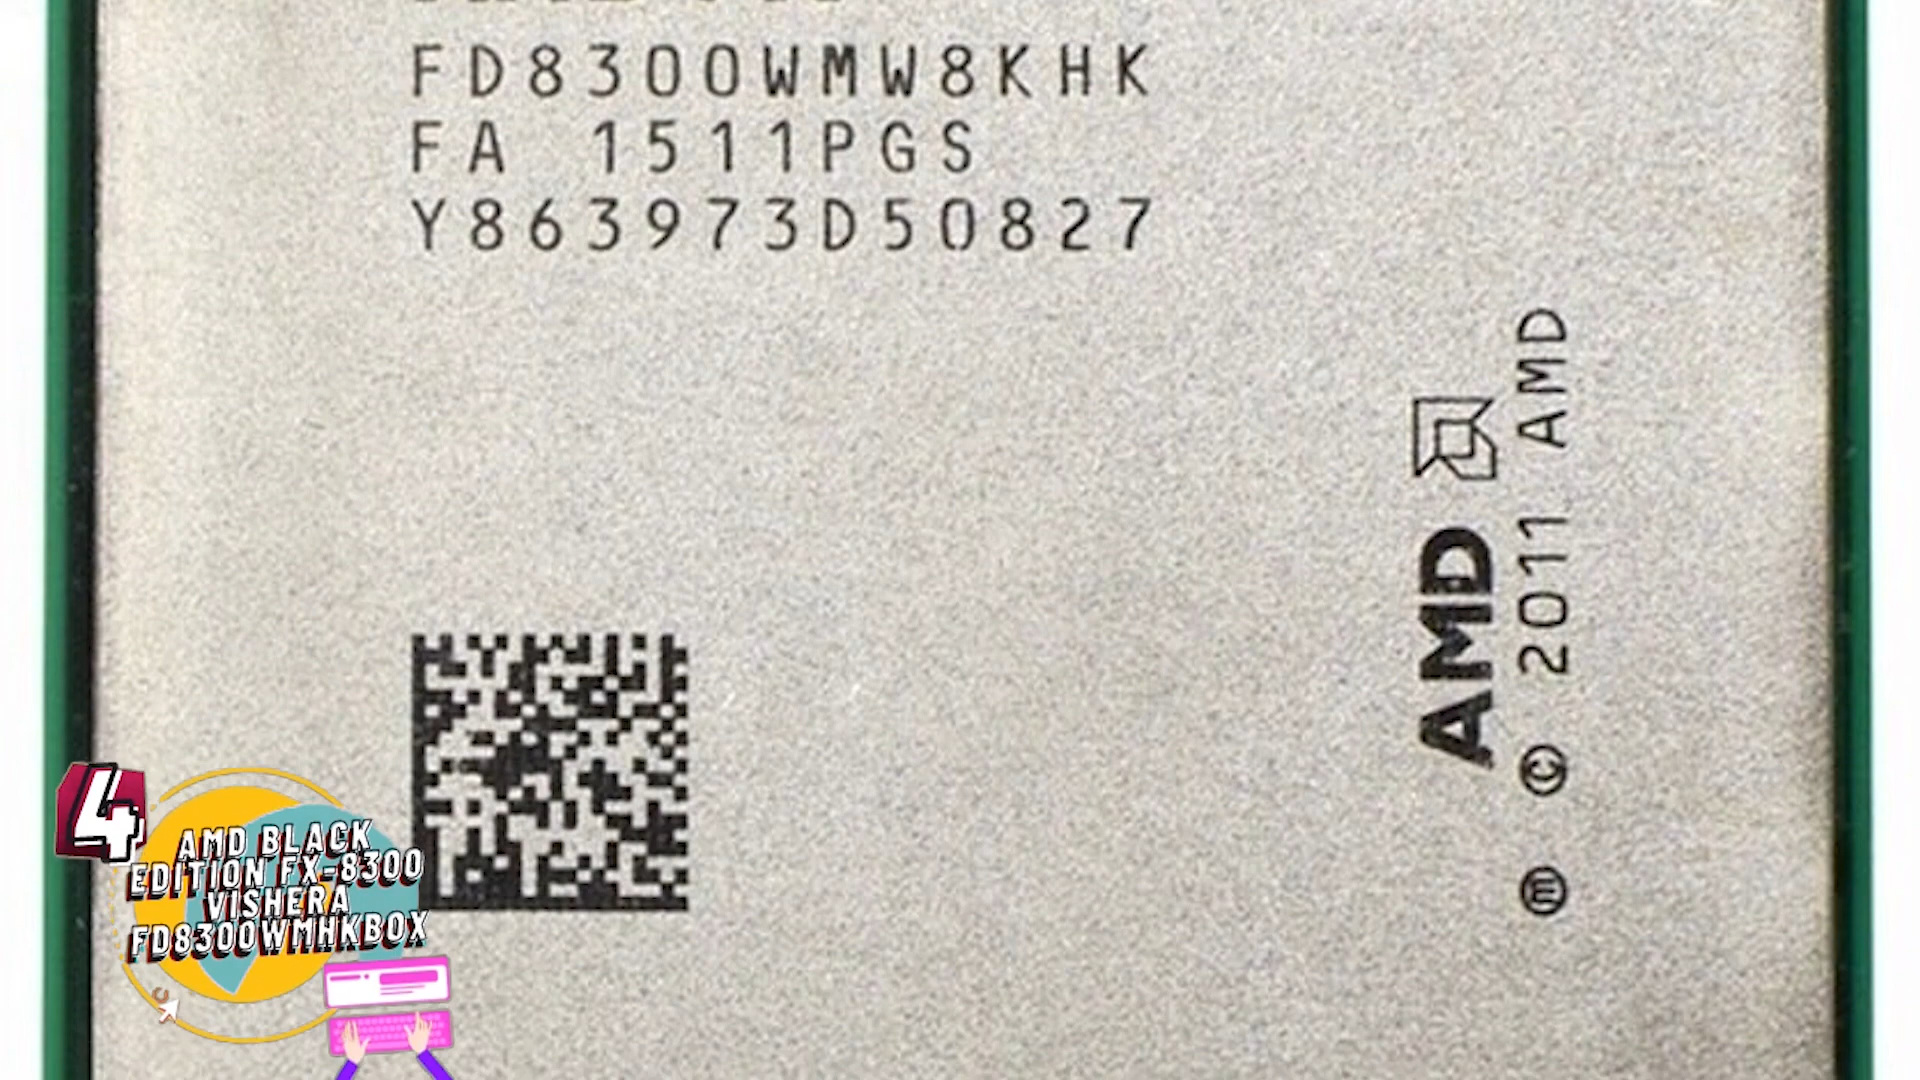 FD8300WMW8KHK
FA 1511PGS
Y863973D50827
AMD
ⓜ © 2011 AMD
4
AMD BLACK
EDITION FX-8300
VISHERA
FD8300WMHKBOX